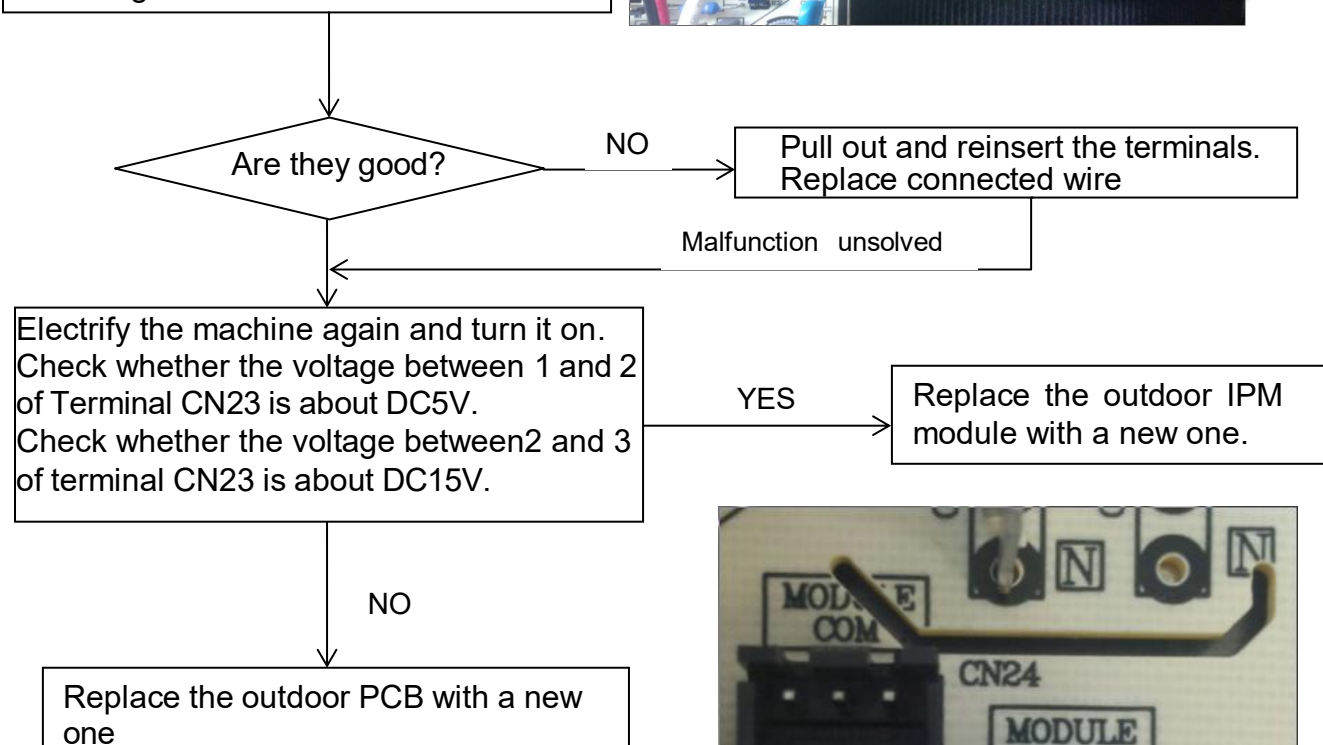 Are they good?
NO
Pull out and reinsert the terminals.
Replace connected wire
Malfunction unsolved
Electrify the machine again and turn it on.
Check whether the voltage between 1 and 2
of Terminal CN23 is about DC5V.
Check whether the voltage between2 and 3
of terminal CN23 is about DC15V.
YES
Replace the outdoor IPM
module with a new one.
NO
Replace the outdoor PCB with a new
one
N
N
COM
CN24
MODULE